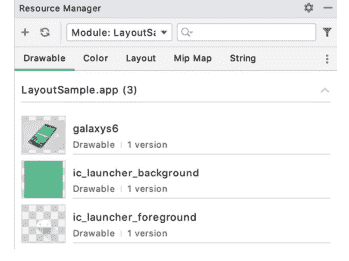 Resource Manager
Module: LayoutSa
Drawable Color Layout Mip Map String
LayoutSample.app (3)
galaxys6
Drawable | 1 version
ic_launcher_background
Drawable | 1 version
ic_launcher_foreground
Drawable | 1 version